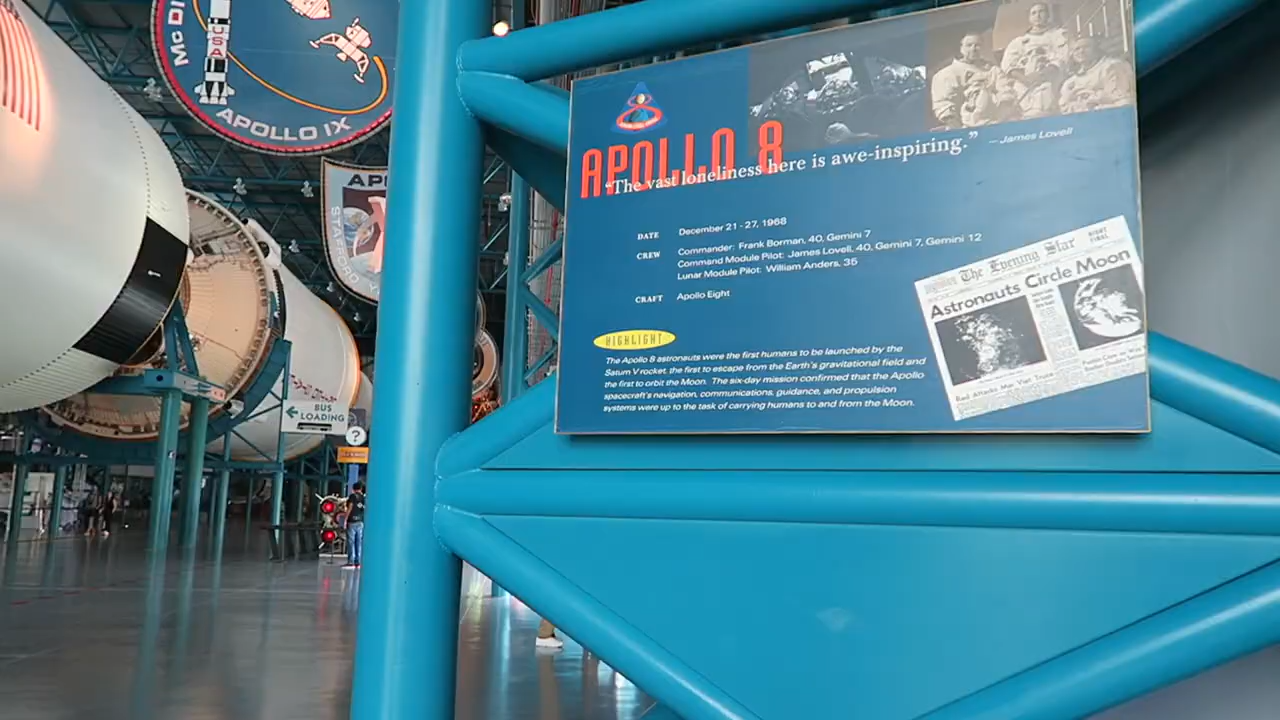 Mc DI
USA
APOLLO IX
APO
BUS
LOADING
?
APOLLO 8
"The vast loneliness here is awe-inspiring." — James Lovell
DATE December 21 - 27, 1968
CREW Commander: Frank Borman, 40, Gemini 7
Command Module Pilot: James Lovell, 40, Gemini 7, Gemini 12
Lunar Module Pilot: William Anders, 35
CRAFT Apollo Eight
HIGHLIGHT
The Apollo 8 astronauts were the first humans to be launched by the
Saturn V rocket, the first to escape from the Earth's gravitational field and
the first to orbit the Moon. The six-day mission confirmed that the Apollo
spacecraft's navigation, communications, guidance, and propulsion
systems were up to the task of carrying humans to and from the Moon.
The Evening Star
NIGHT
FINAL
Astronauts Circle Moon